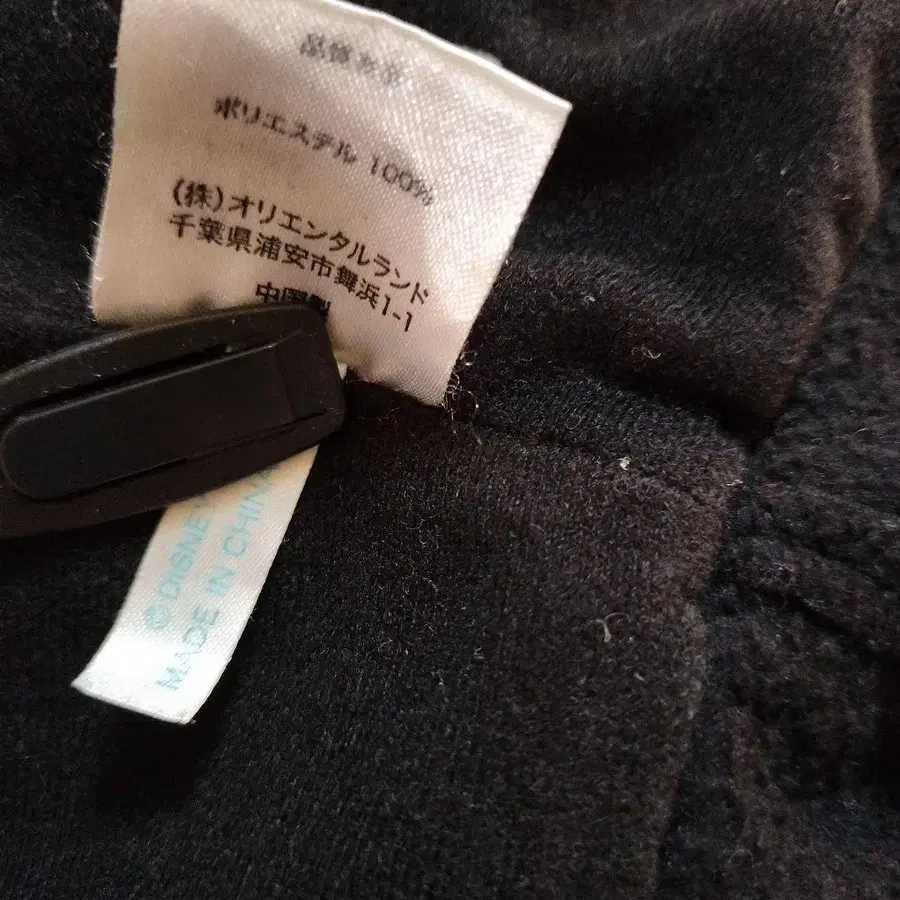 品質表示
ポリエステル 100%
(株)オリエンタルランド
千葉県浦安市舞浜1-1
中国製
©DISNEY
MADE IN CHINA